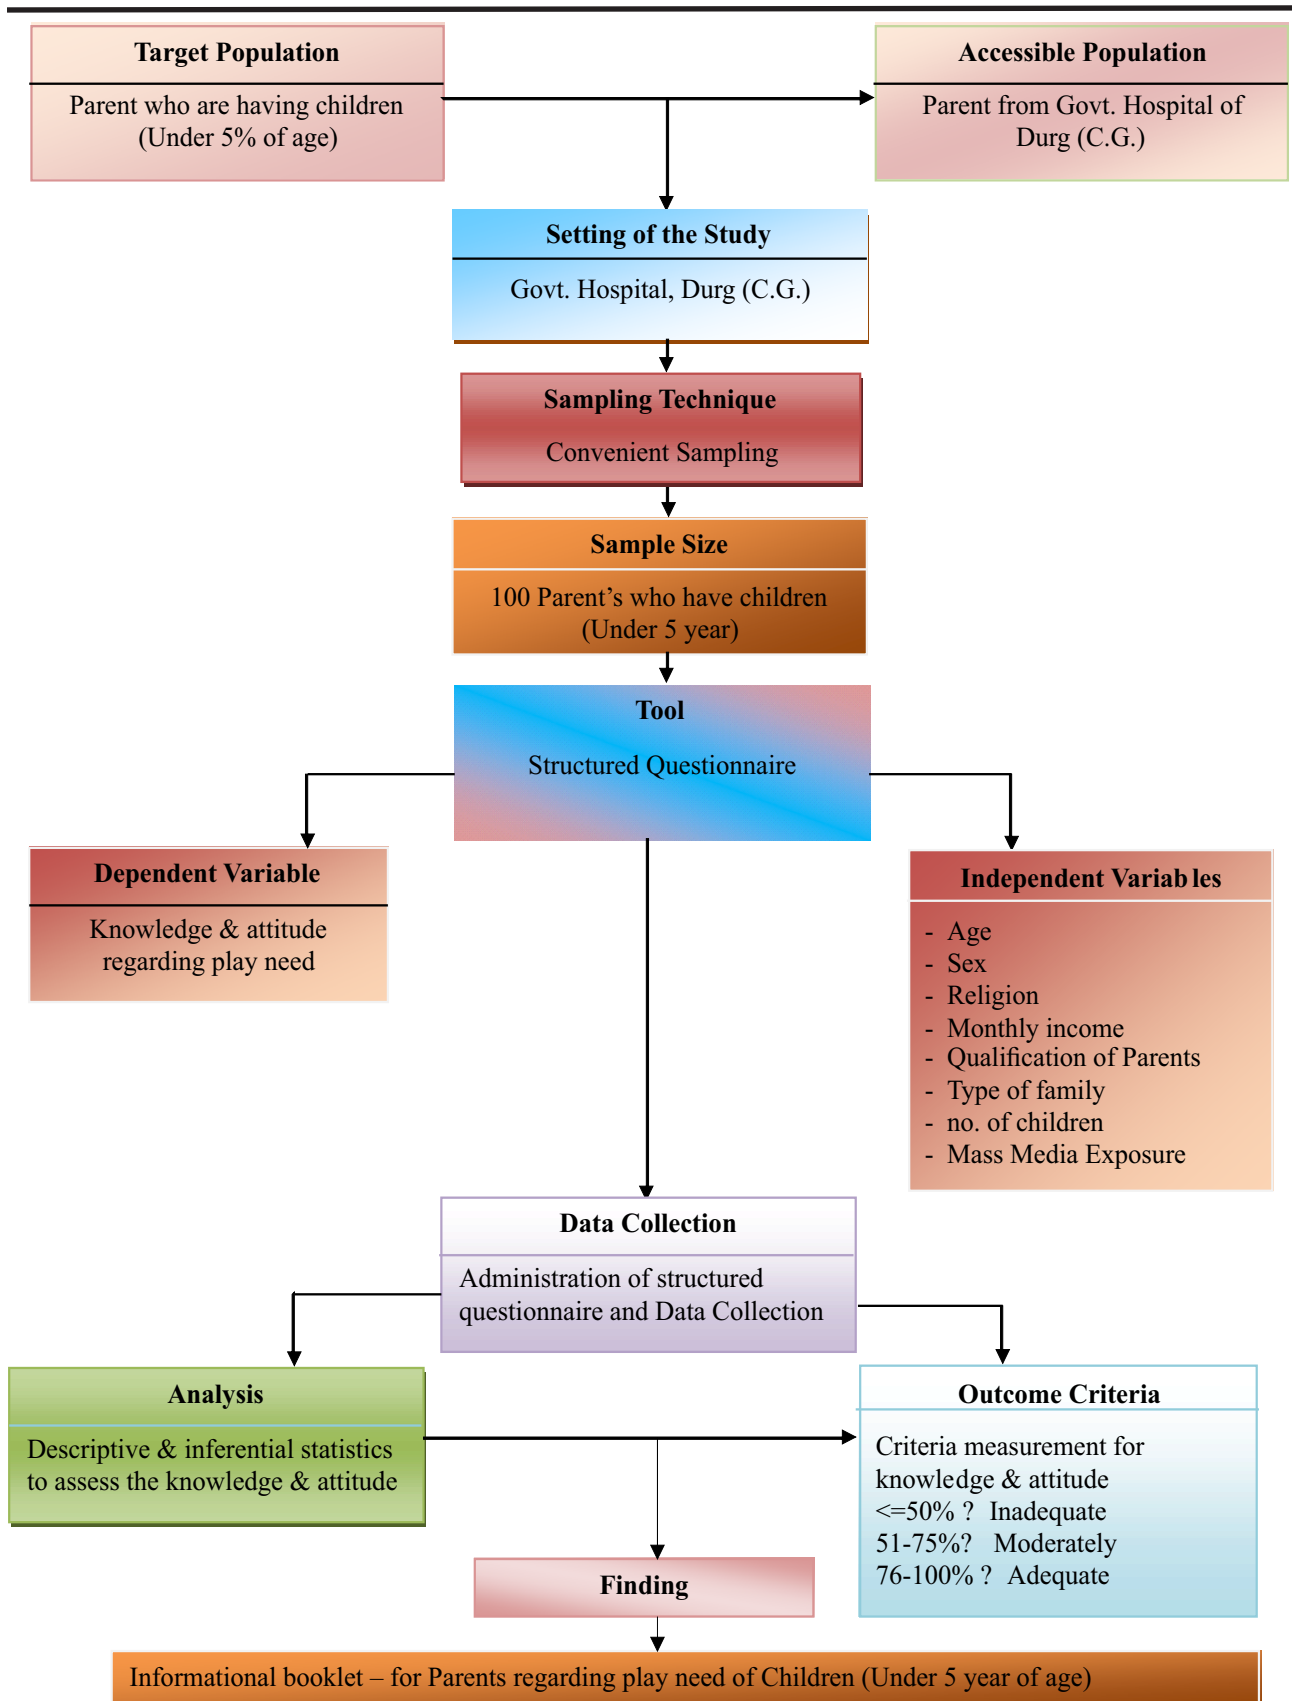 Target Population
Parent who are having children
(Under 5% of age)
Accessible Population
Parent from Govt. Hospital of
Durg (C.G.)
Setting of the Study
Govt. Hospital, Durg (C.G.)
Sampling Technique
Convenient Sampling
Sample Size
100 Parent’s who have children
(Under 5 year)
Tool
Structured Questionnaire
Dependent Variable
Knowledge & attitude
regarding play need
Independent Variables
- Age
- Sex
- Religion
- Monthly income
- Qualification of Parents
- Type of family
- no. of children
- Mass Media Exposure
Data Collection
Administration of structured
questionnaire and Data Collection
Analysis
Descriptive & inferential statistics
to assess the knowledge & attitude
Outcome Criteria
Criteria measurement for
knowledge & attitude
<=50% ? Inadequate
51-75%? Moderately
76-100% ? Adequate
Finding
Informational booklet – for Parents regarding play need of Children (Under 5 year of age)